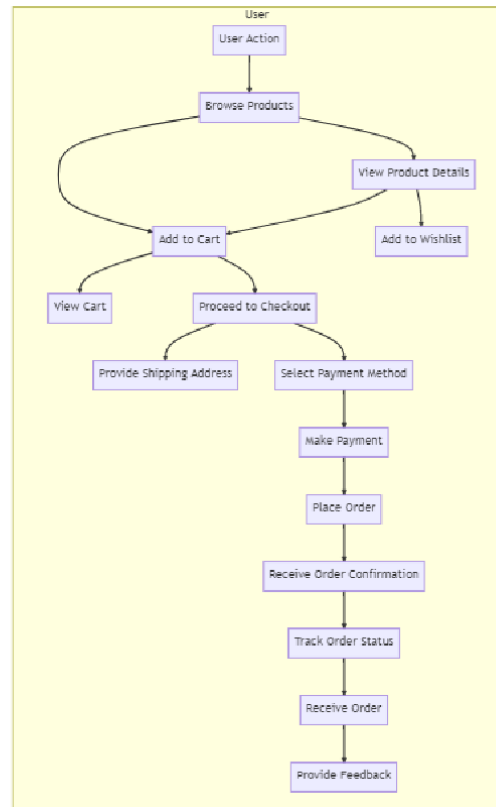 User
User Action
Browse Products
View Product Details
Add to Cart
Add to Wishlist
View Cart
Proceed to Checkout
Provide Shipping Address
Select Payment Method
Make Payment
Place Order
Receive Order Confirmation
Track Order Status
Receive Order
Provide Feedback